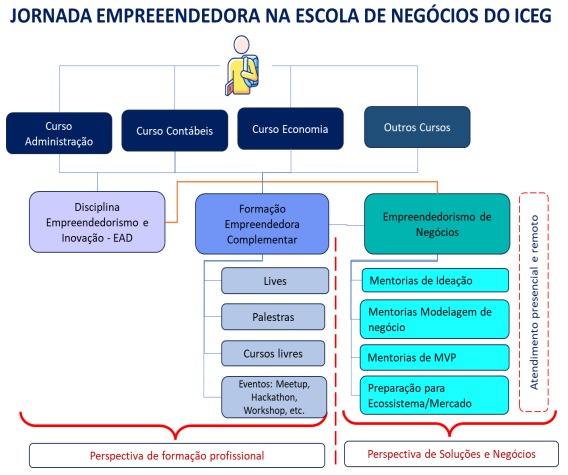 JORNADA EMPREEENDEDORA NA ESCOLA DE NEGÓCIOS DO ICEG
Curso
Administração
Curso Contábeis
Curso Economia
Outros Cursos
Disciplina
Empreendedorismo e
Inovação - EAD
Formação
Empreendedora
Complementar
Empreendedorismo de
Negócios
Lives
Palestras
Cursos livres
Eventos: Meetup,
Hackathon,
Workshop, etc.
Mentorias de Ideação
Mentorias Modelagem de
negócio
Mentorias de MVP
Preparação para
Ecossistema/Mercado
Atendimento presencial e remoto
Perspectiva de formação profissional
Perspectiva de Soluções e Negócios